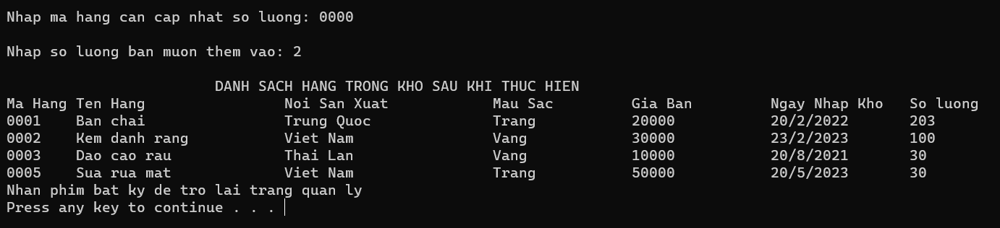 Nhap ma hang can cap nhat so luong: 0000
Nhap so luong ban muon them vao: 2
DANH SACH HANG TRONG KHO SAU KHI THUC HIEN
Ma Hang Ten Hang Noi San Xuat Mau Sac Gia Ban Ngay Nhap Kho So luong
0001 Ban chai Trung Quoc Trang 20000 20/2/2022 203
0002 Kem danh rang Viet Nam Vang 30000 23/2/2023 100
0003 Dao cao rau Thai Lan Vang 10000 20/8/2021 30
0005 Sua rua mat Viet Nam Trang 50000 20/5/2023 30
Nhan phim bat ky de tro lai trang quan ly
Press any key to continue . . .